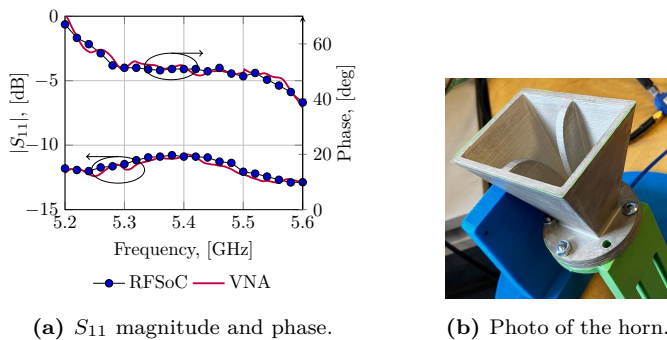 0
−5
−10
−15
|S11|, [dB]
60
40
20
0
Phase, [deg]
5.2 5.3 5.4 5.5 5.6
Frequency, [GHz]
RFSoC VNA
(a) S11 magnitude and phase.
(b) Photo of the horn.